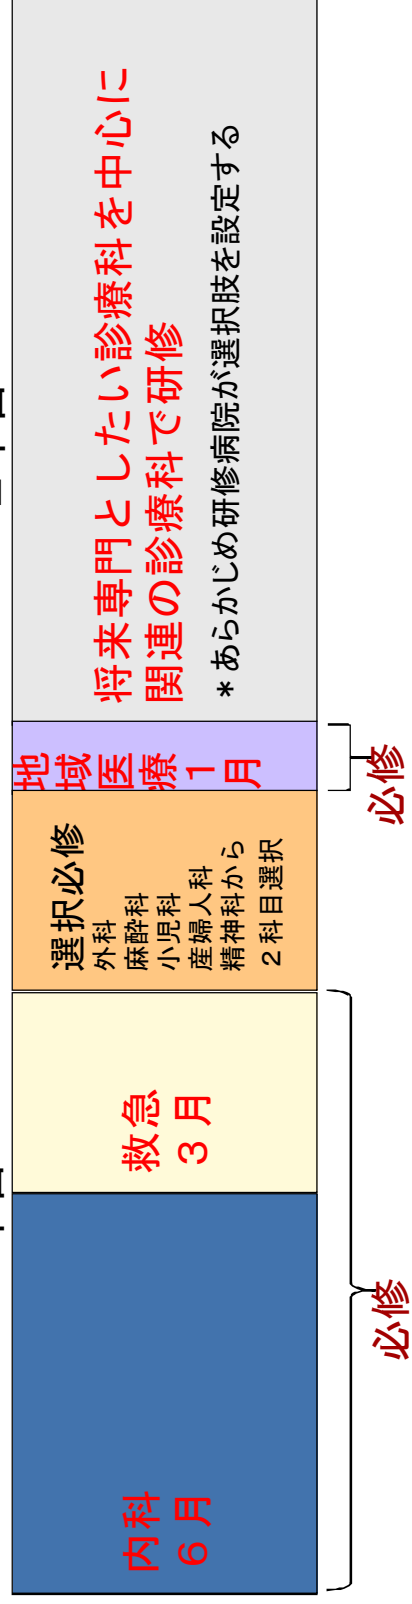 内科
６月
救急
３月
選択必修
外科
麻酔科
小児科
産婦人科
精神科から
２科目選択
地域医療１月
将来専門としたい診療科を中心に
関連の診療科で研修
＊あらかじめ研修病院が選択肢を設定する
必修
必修